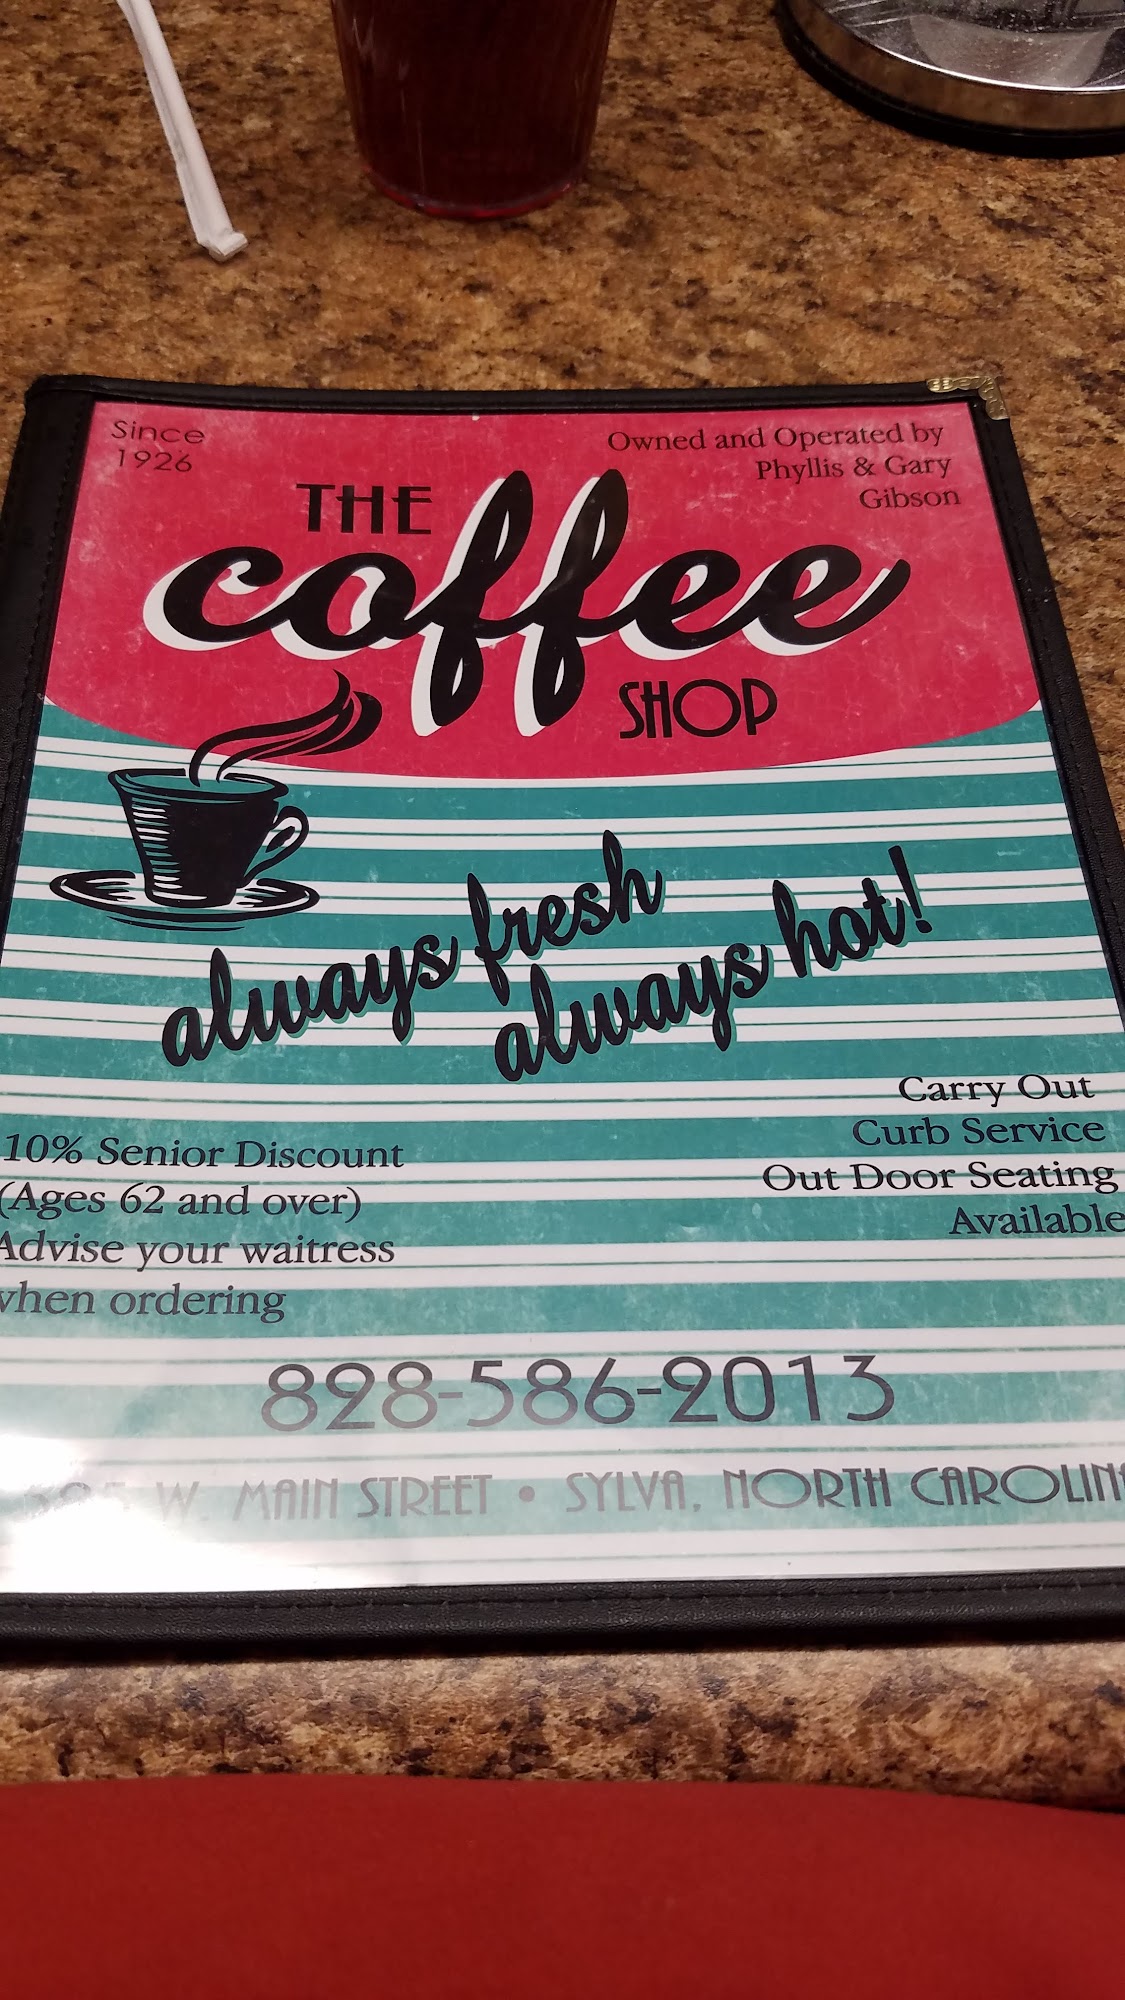 Since
1926
Owned and Operated by
Phyllis & Gary
Gibson
THE
coffee
SHOP
always fresh
always hot!
Carry Out
Curb Service
Out Door Seating
Available
10% Senior Discount
(Ages 62 and over)
Advise your waitress
when ordering
828-586-2013
W. MAIN STREET • SYLVA, NORTH CAROLINA